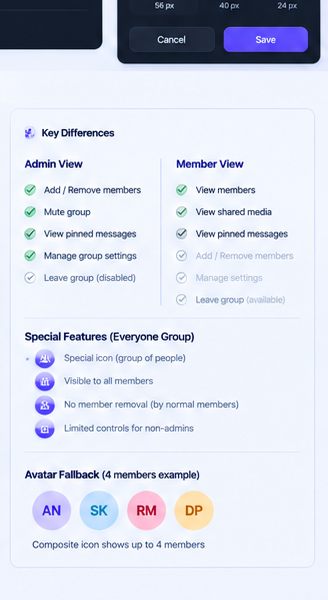 56 px
40 px
24 px
Cancel
Save
Key Differences
Admin View
Add / Remove members
Mute group
View pinned messages
Manage group settings
Leave group (disabled)
Member View
View members
View shared media
View pinned messages
Add / Remove members
Manage settings
Leave group (available)
Special Features (Everyone Group)
Special icon (group of people)
Visible to all members
No member removal (by normal members)
Limited controls for non-admins
Avatar Fallback (4 members example)
AN
SK
RM
DP
Composite icon shows up to 4 members